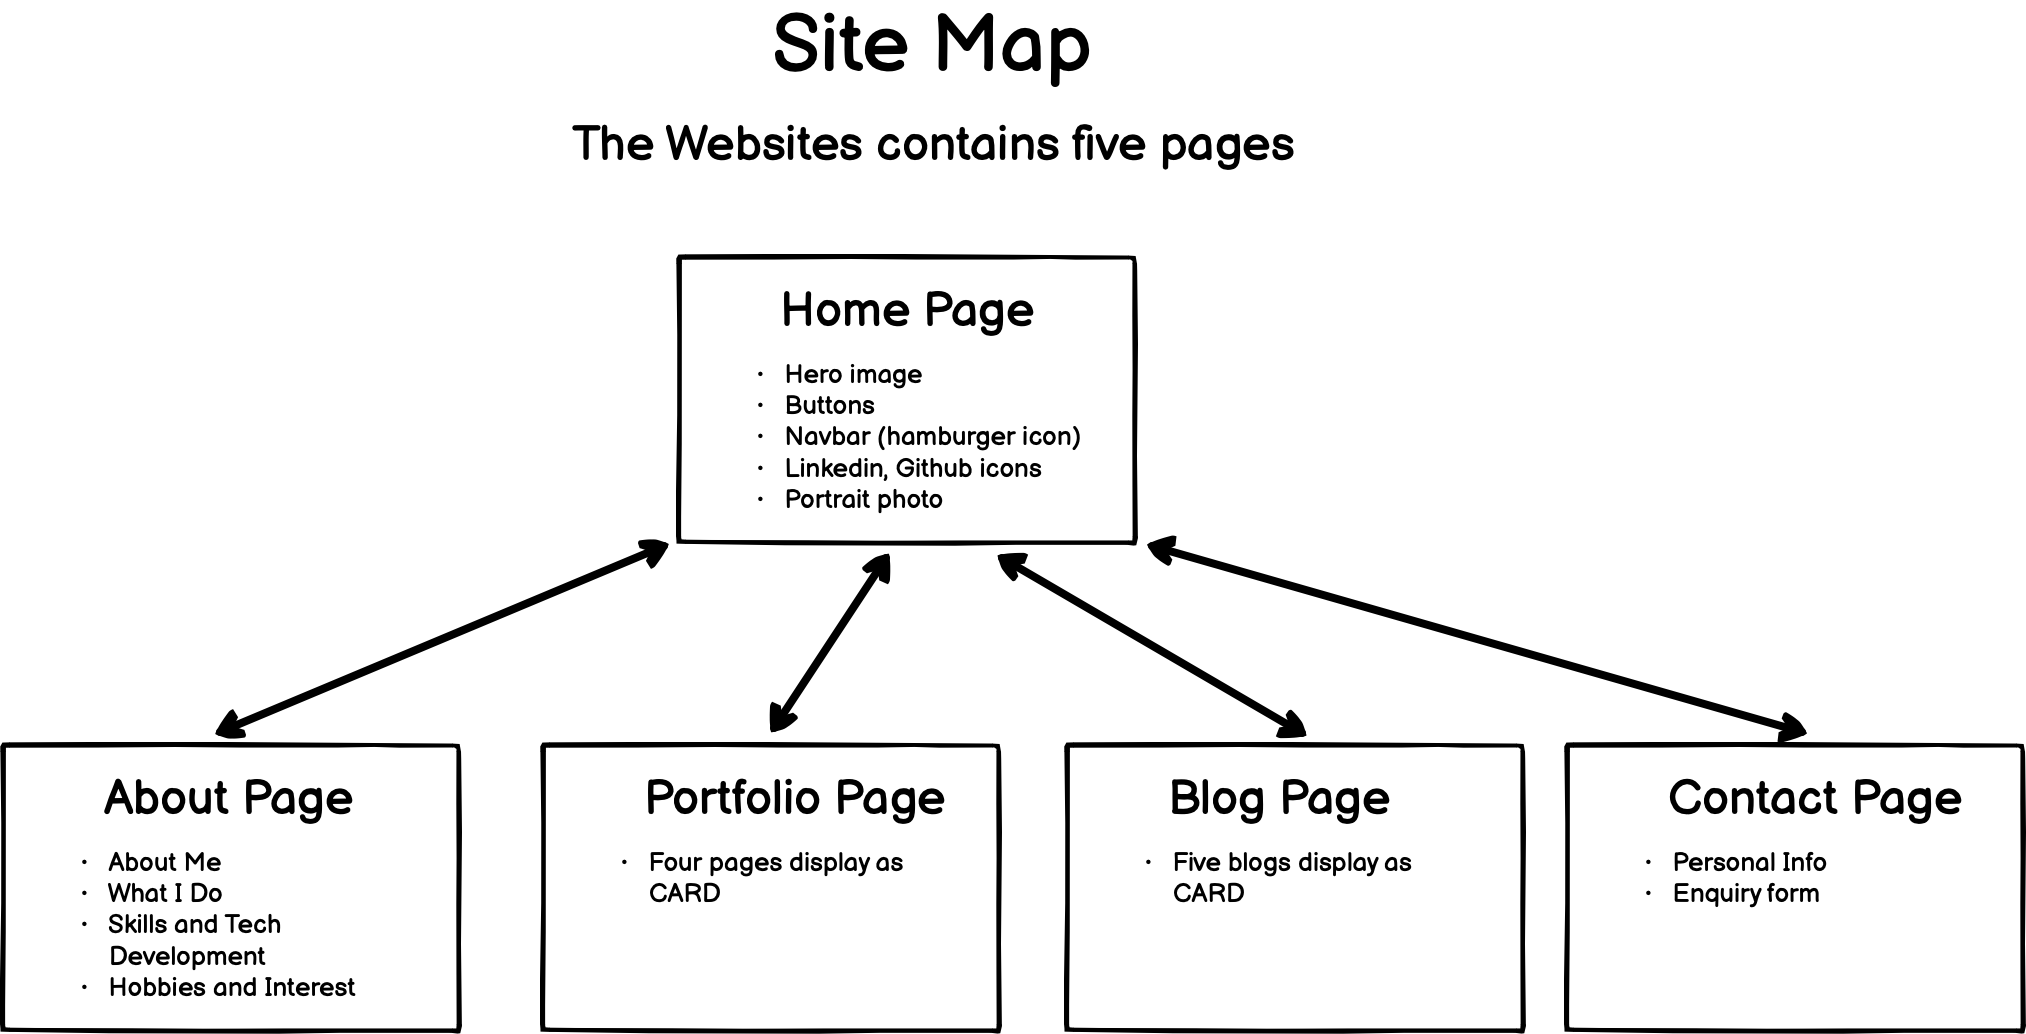 Site Map
The Websites contains five pages
Home Page
· Hero image
· Buttons
· Navbar (hamburger icon)
· Linkedin, Github icons
· Portrait photo
About Page
· About Me
· What I Do
· Skills and Tech
Development
· Hobbies and Interest
Portfolio Page
· Four pages display as
CARD
Blog Page
· Five blogs display as
CARD
Contact Page
· Personal Info
· Enquiry form